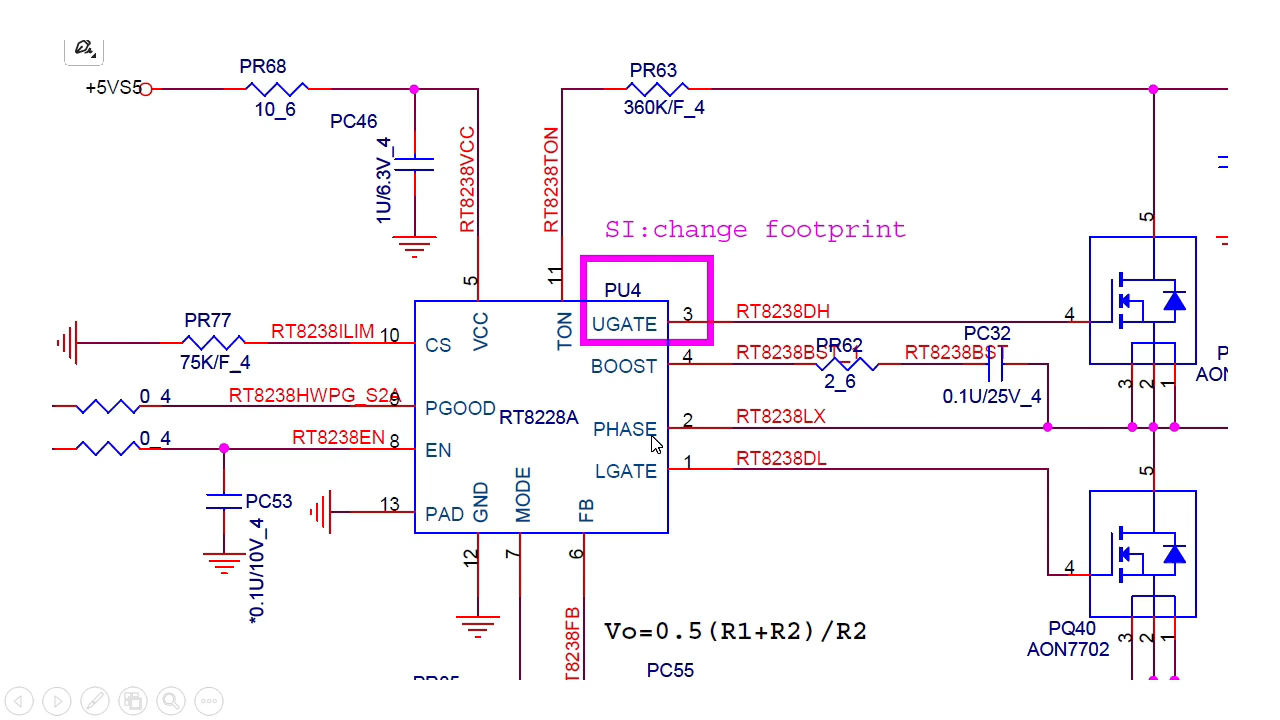 PR68
PR63
+5VS5
10_6
360K/F_4
PC46
1U/6.3V_4
RT8238VCC
RT8238TON
SI:change footprint
5
5
11
PU4
3
RT8238DH
4
VCC
TON
UGATE
PR77
RT8238ILIM
10
CS
75K/F_4
BOOST
4
RT8238BST_1
PR62
RT8238BST
PC32
2_6
0.1U/25V_4
3
2
1
0_4
RT8238HWPG_S2A
9
PGOOD
RT8228A
PHASE
2
RT8238LX
0_4
RT8238EN
8
EN
LGATE
1
RT8238DL
5
PC53
*0.1U/10V_4
13
PAD
GND
MODE
FB
12
7
6
4
Vo=0.5(R1+R2)/R2
PQ40
AON7702
3
2
1
PC55